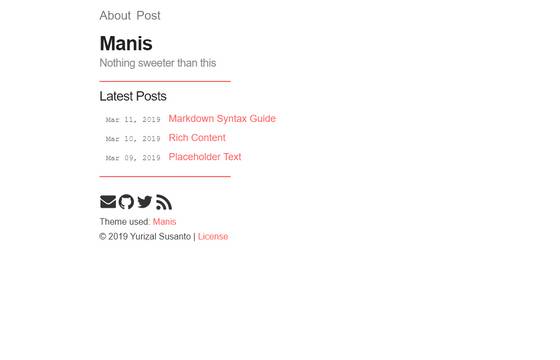 About Post
Manis
Nothing sweeter than this
Latest Posts
Mar 11, 2019 Markdown Syntax Guide
Mar 10, 2019 Rich Content
Mar 09, 2019 Placeholder Text
Theme used: Manis
© 2019 Yurizal Susanto | License